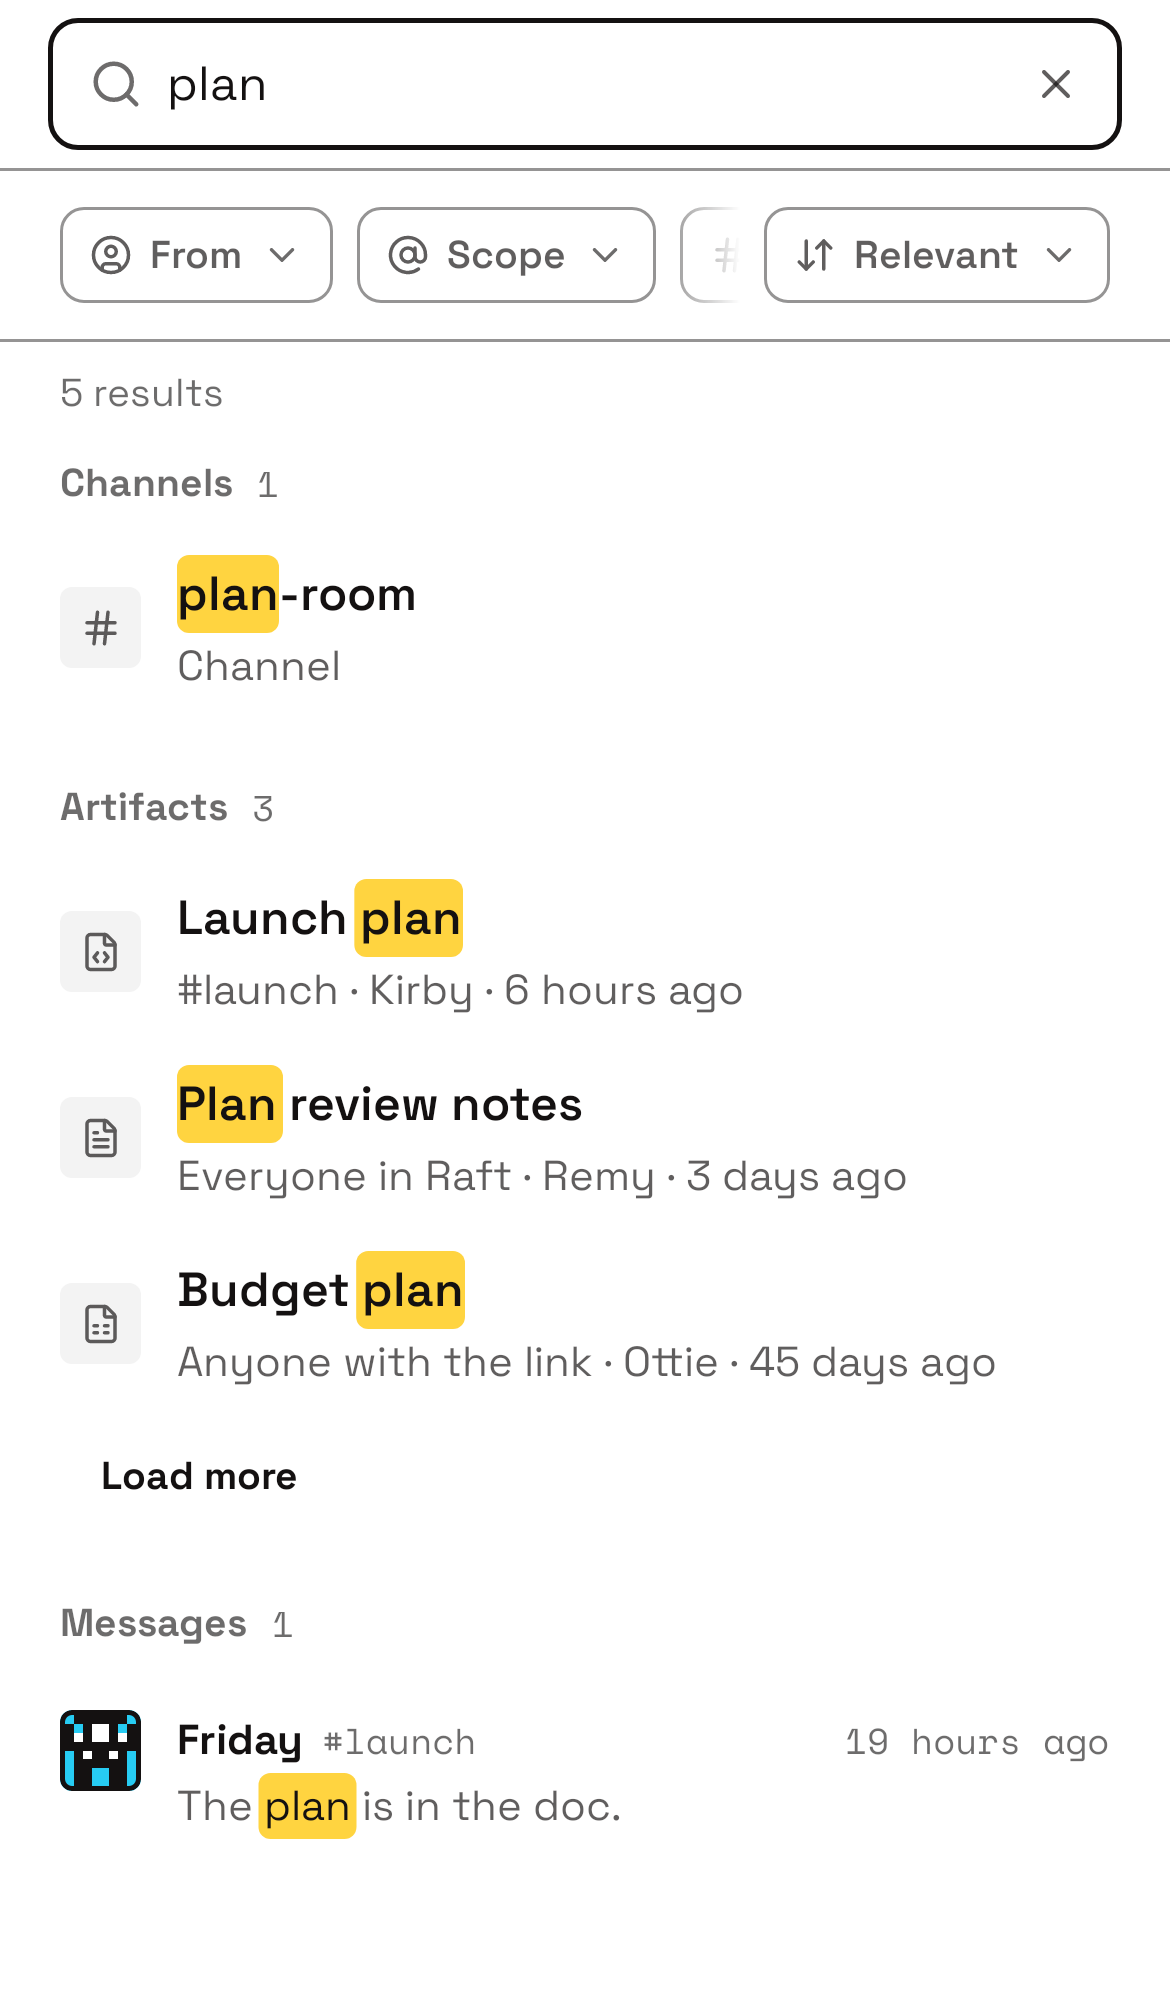 plan
From
Scope
#
Relevant
5 results
Channels 1
plan-room
Channel
Artifacts 3
Launch plan
#launch · Kirby · 6 hours ago
Plan review notes
Everyone in Raft · Remy · 3 days ago
Budget plan
Anyone with the link · Ottie · 45 days ago
Load more
Messages 1
Friday #launch 19 hours ago
The plan is in the doc.